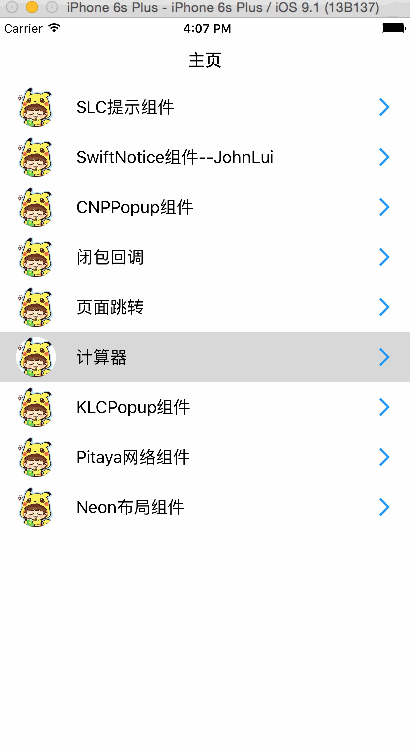 iPhone 6s Plus - iPhone 6s Plus / iOS 9.1 (13B137)
Carrier 4:07 PM
主页
SLC提示组件
SwiftNotice组件--JohnLui
CNPPopup组件
闭包回调
页面跳转
计算器
KLCPopup组件
Pitaya网络组件
Neon布局组件